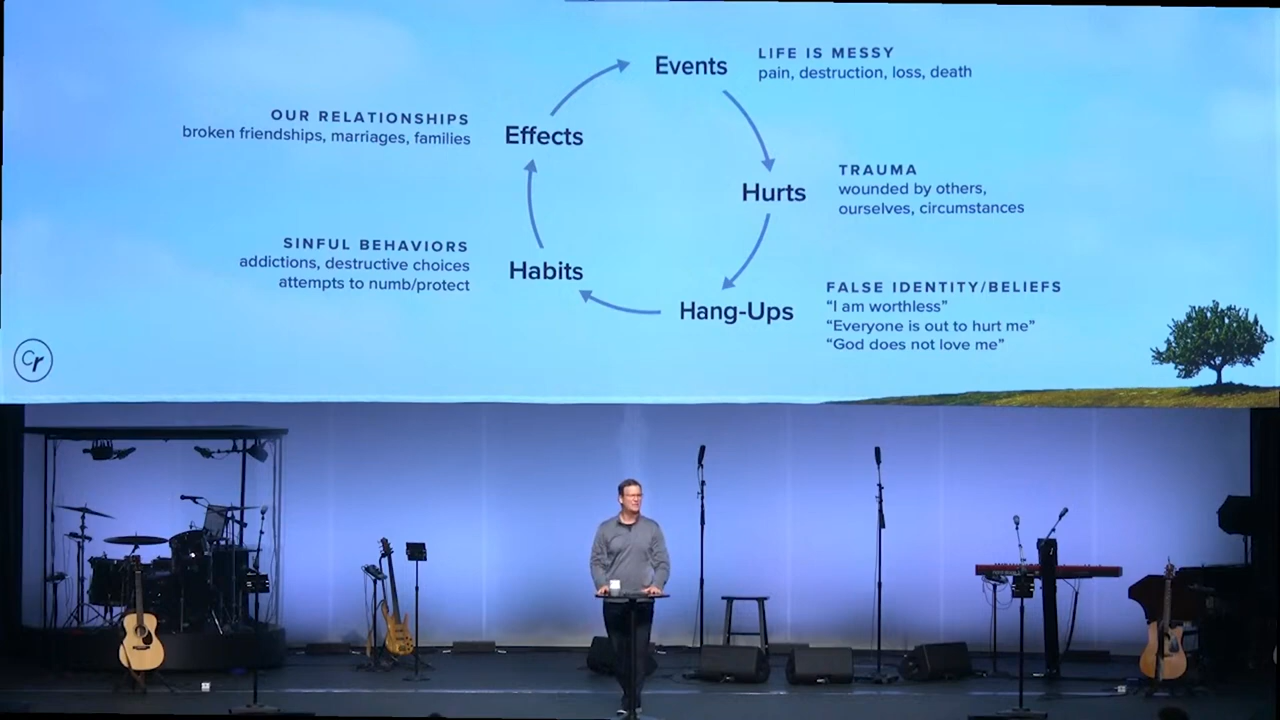 Events
LIFE IS MESSY
pain, destruction, loss, death
Hurts
TRAUMA
wounded by others,
ourselves, circumstances
Hang-Ups
FALSE IDENTITY/BELIEFS
“I am worthless”
“Everyone is out to hurt me”
“God does not love me”
Habits
SINFUL BEHAVIORS
addictions, destructive choices
attempts to numb/protect
Effects
OUR RELATIONSHIPS
broken friendships, marriages, families
cr